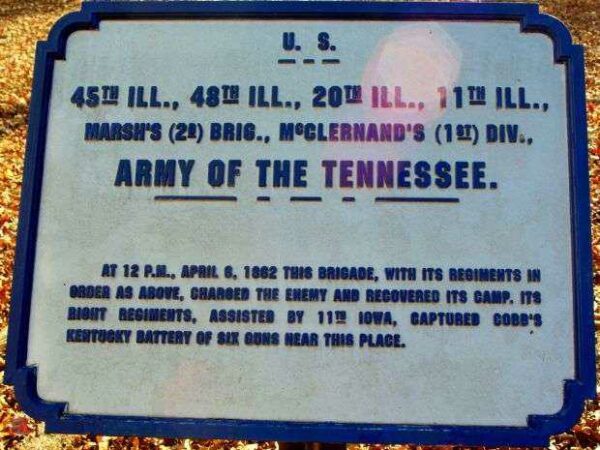 U. S.
45TH ILL., 48TH ILL., 20TH ILL., 11TH ILL.,
MARSH'S (2D) BRIG., McCLERNAND'S (1ST) DIV.,
ARMY OF THE TENNESSEE.
AT 12 P.M., APRIL 6, 1862 THIS BRIGADE, WITH ITS REGIMENTS IN
ORDER AS ABOVE, CHARGED THE ENEMY AND RECOVERED ITS CAMP. ITS
RIGHT REGIMENTS, ASSISTED BY 11TH IOWA, CAPTURED COBB'S
KENTUCKY BATTERY OF SIX GUNS NEAR THIS PLACE.